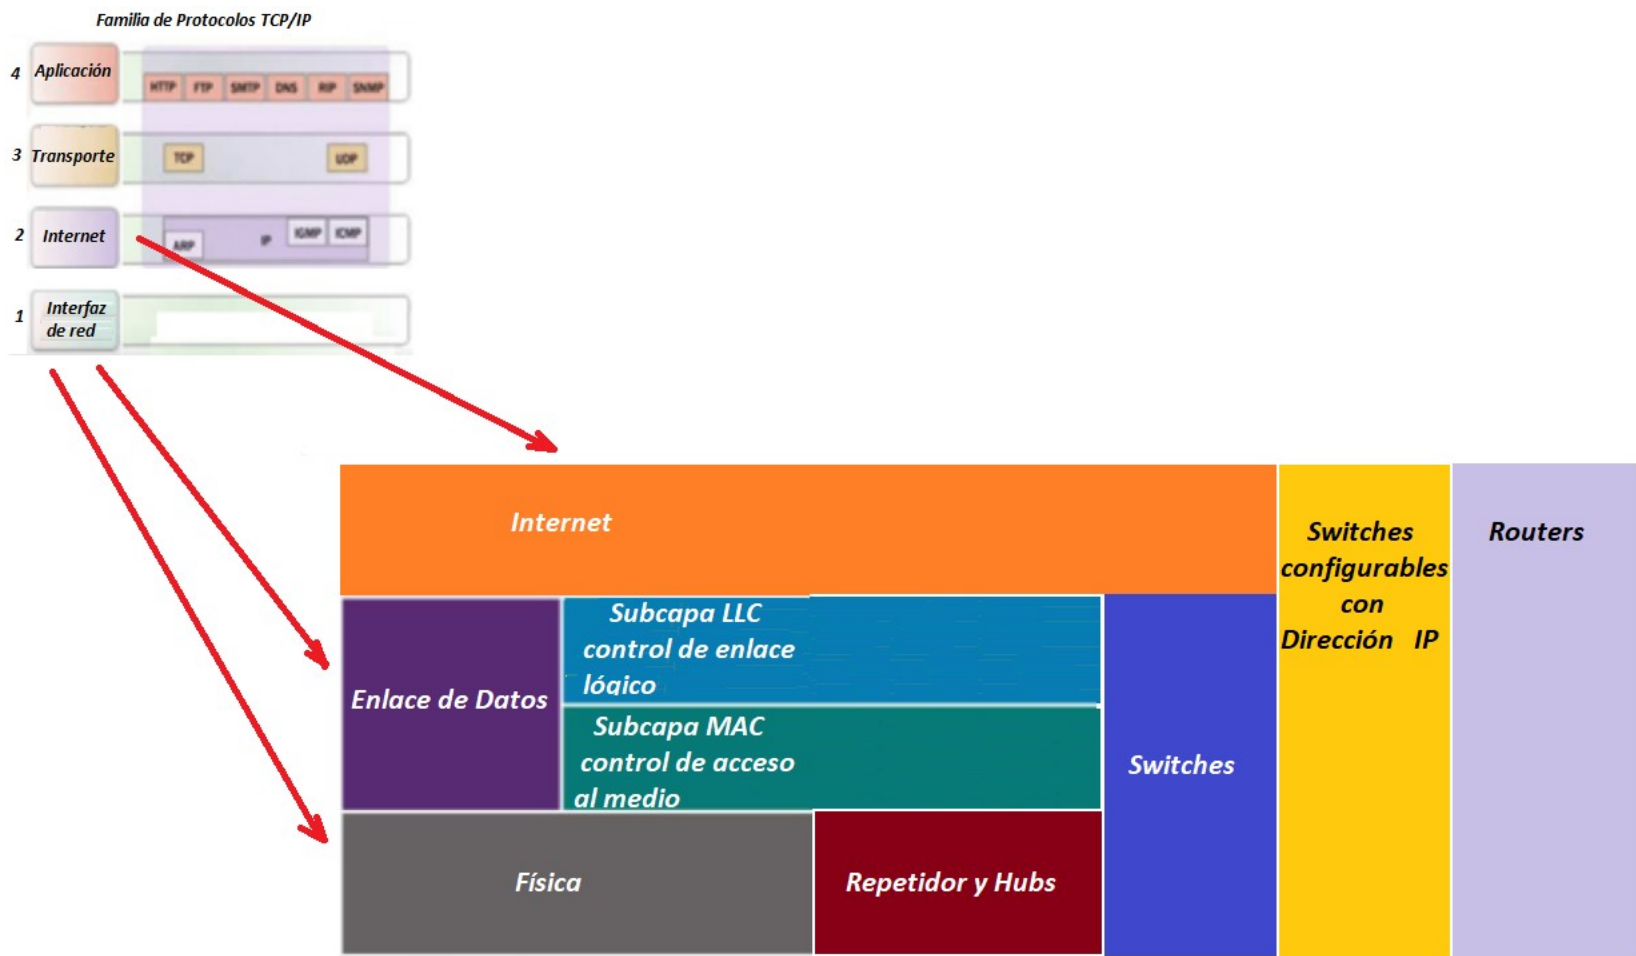 Familia de Protocolos TCP/IP
4 Aplicación
HTTP FTP SMTP DNS RIP SNMP
3 Transporte
TCP UDP
2 Internet
ARP IP IGMP ICMP
1 Interfaz
de red
Internet
Switches
configurables
con
Dirección IP
Routers
Enlace de Datos
Subcapa LLC
control de enlace
lógico
Subcapa MAC
control de acceso
al medio
Switches
Física
Repetidor y Hubs